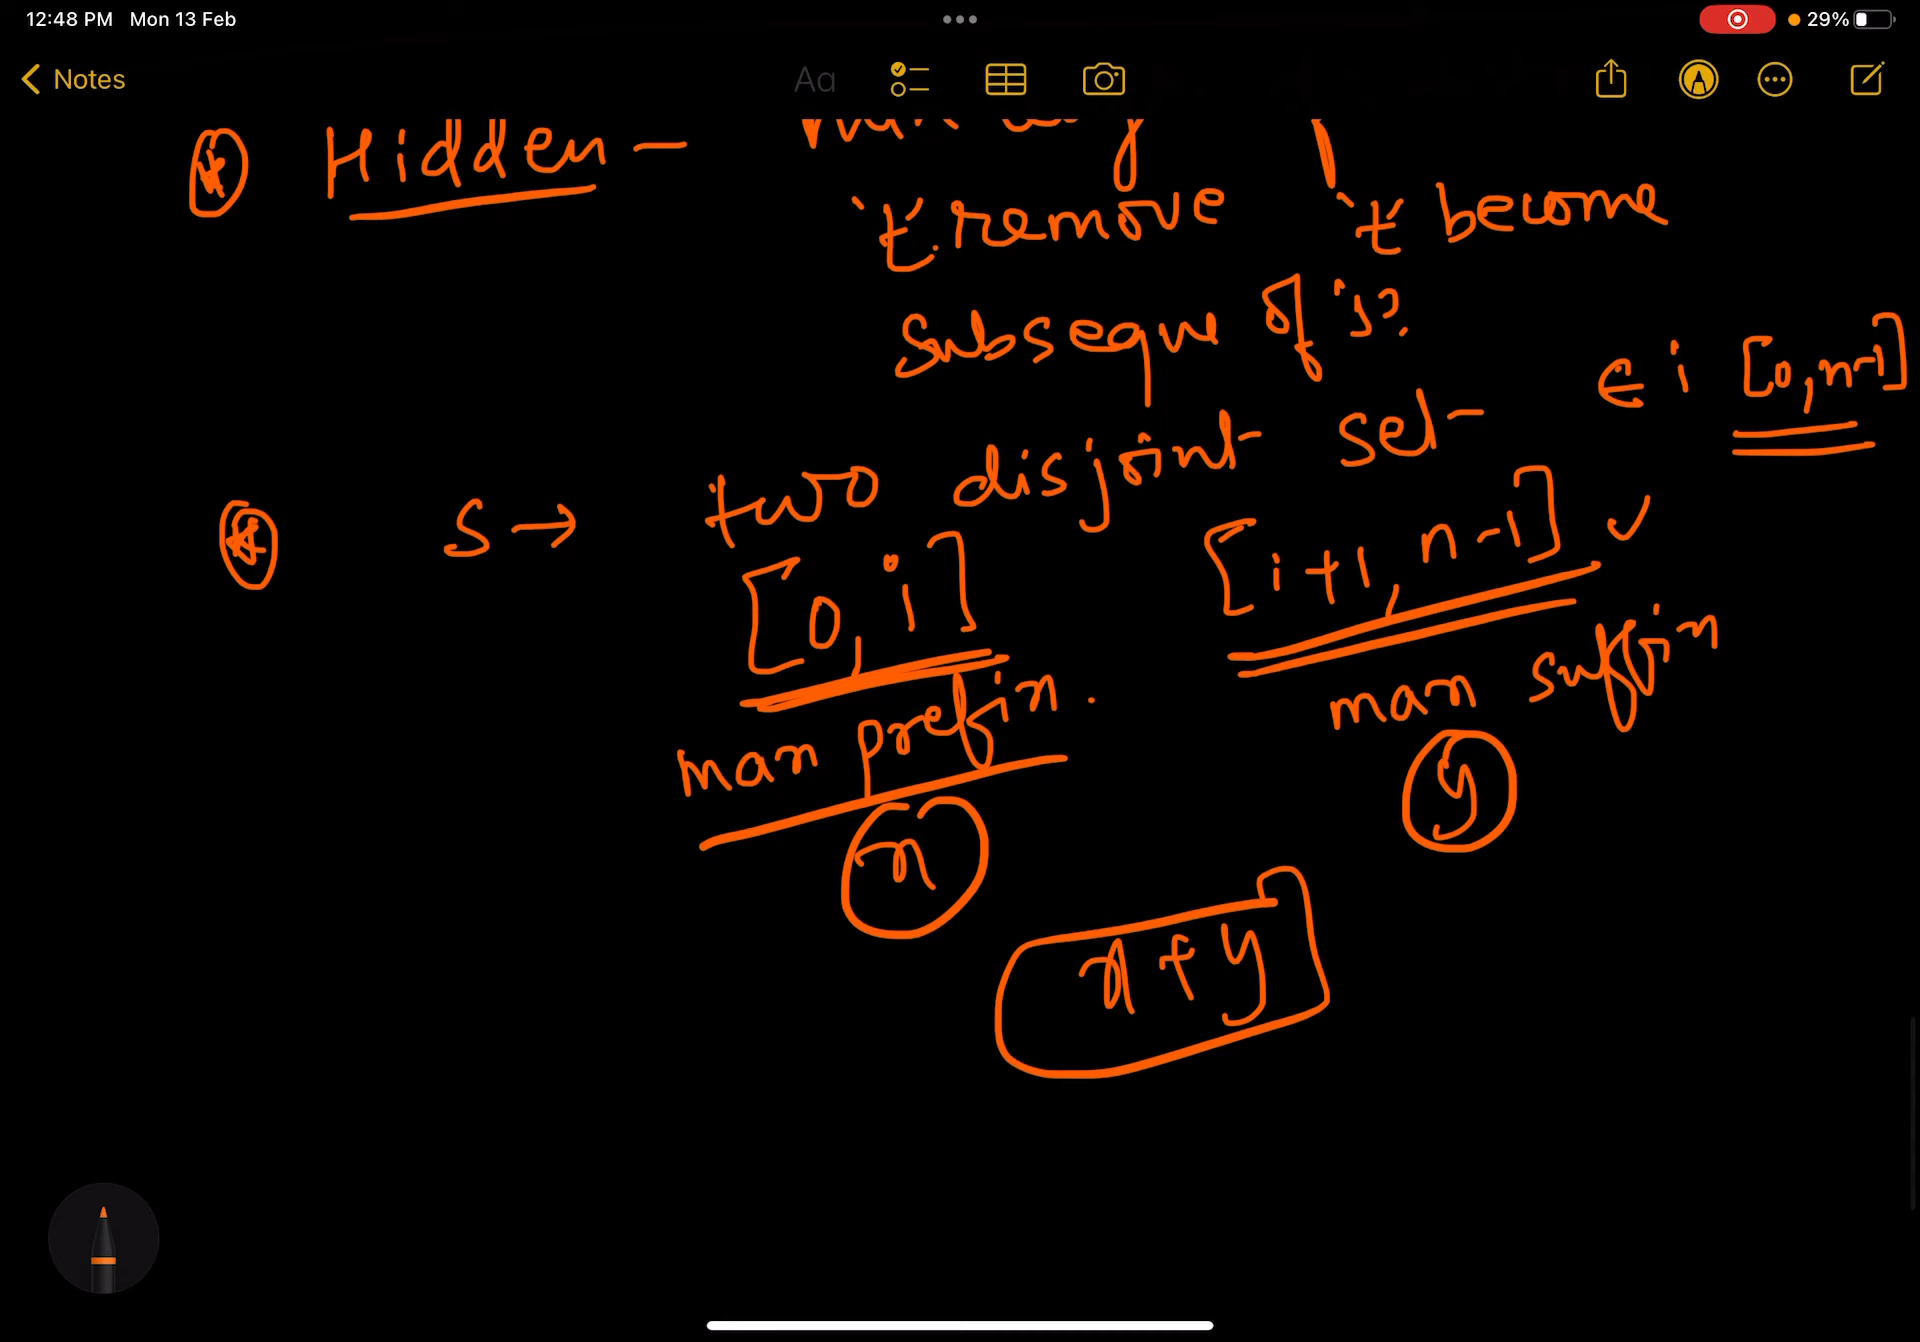 12:48 PM Mon 13 Feb
29%
Notes
Aa
Hidden -
't' remove 't' become
Subseque of 's'?
∈ i [0, n-1]
S → two disjoint set
[0, i] [i+1, n-1] ✓
max prefix. max suffix
x y
x + y